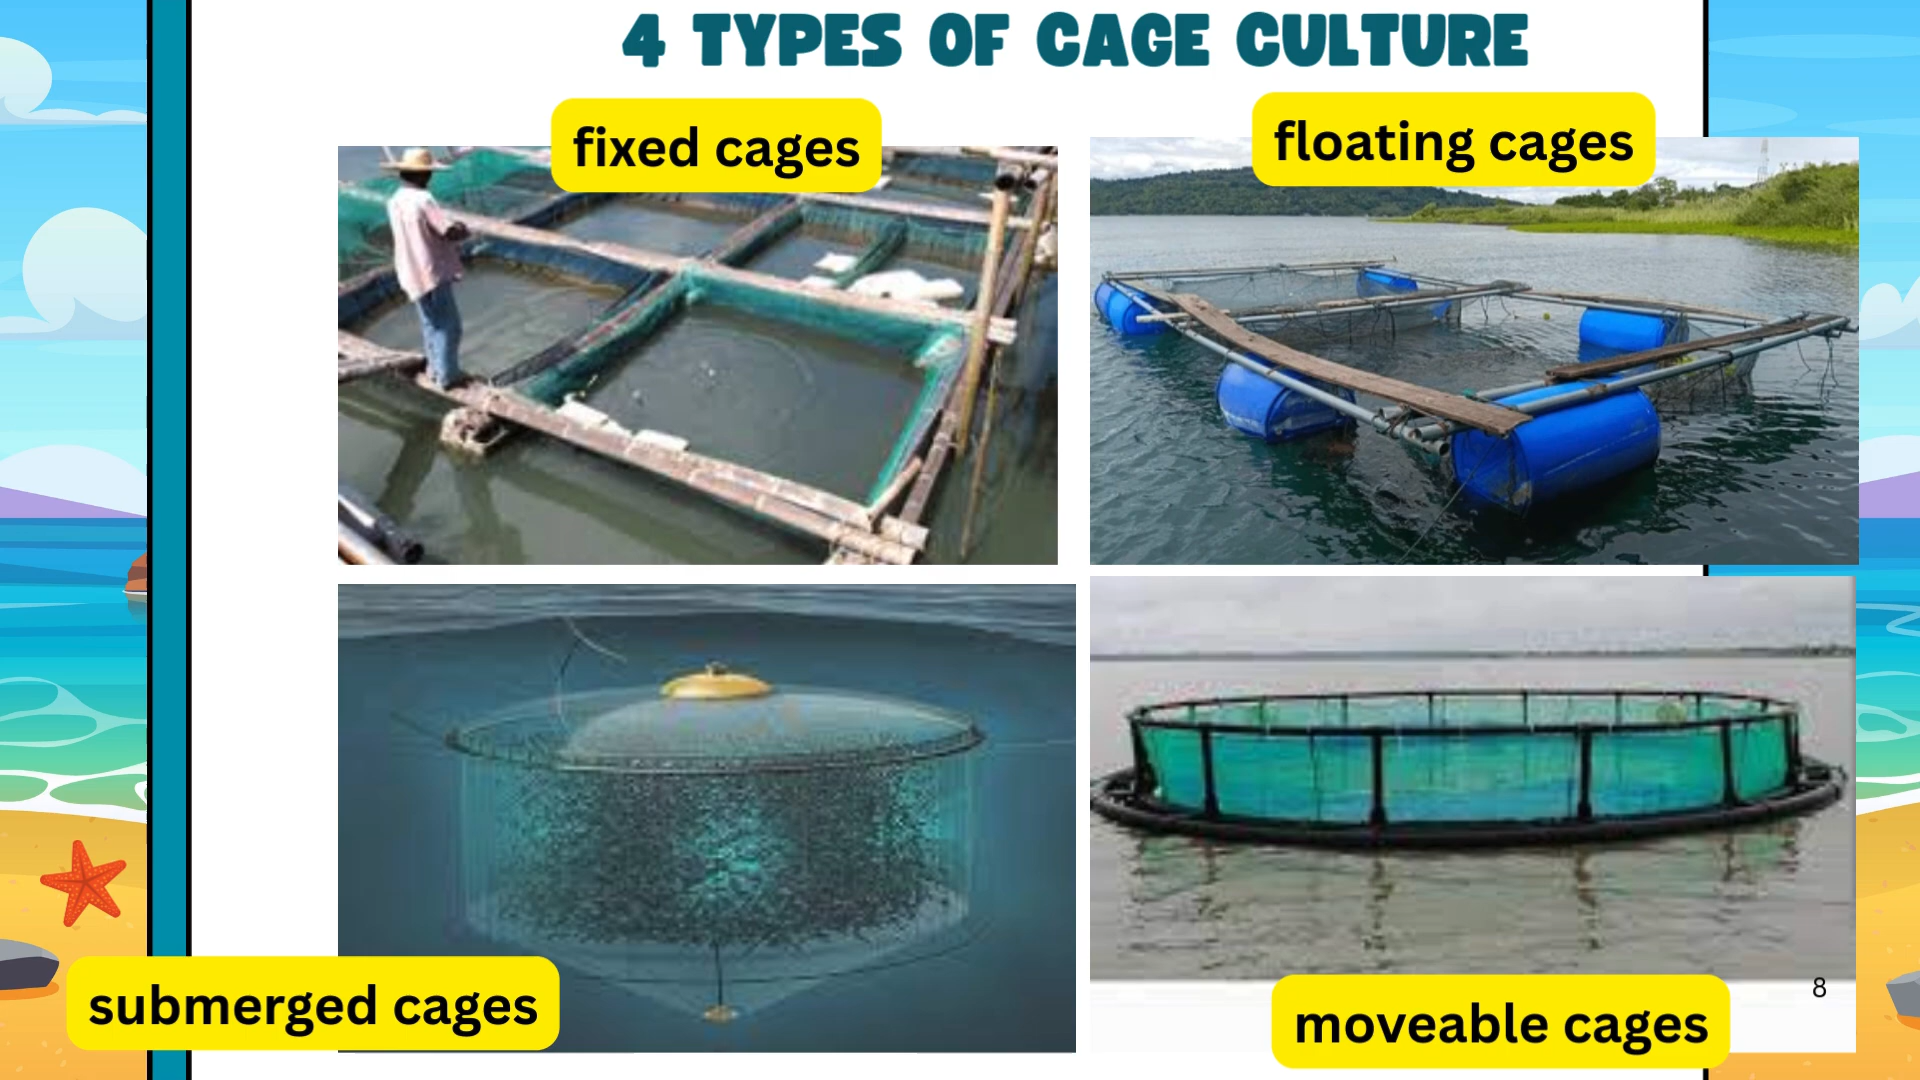 4 TYPES OF CAGE CULTURE
fixed cages
floating cages
submerged cages
moveable cages
8